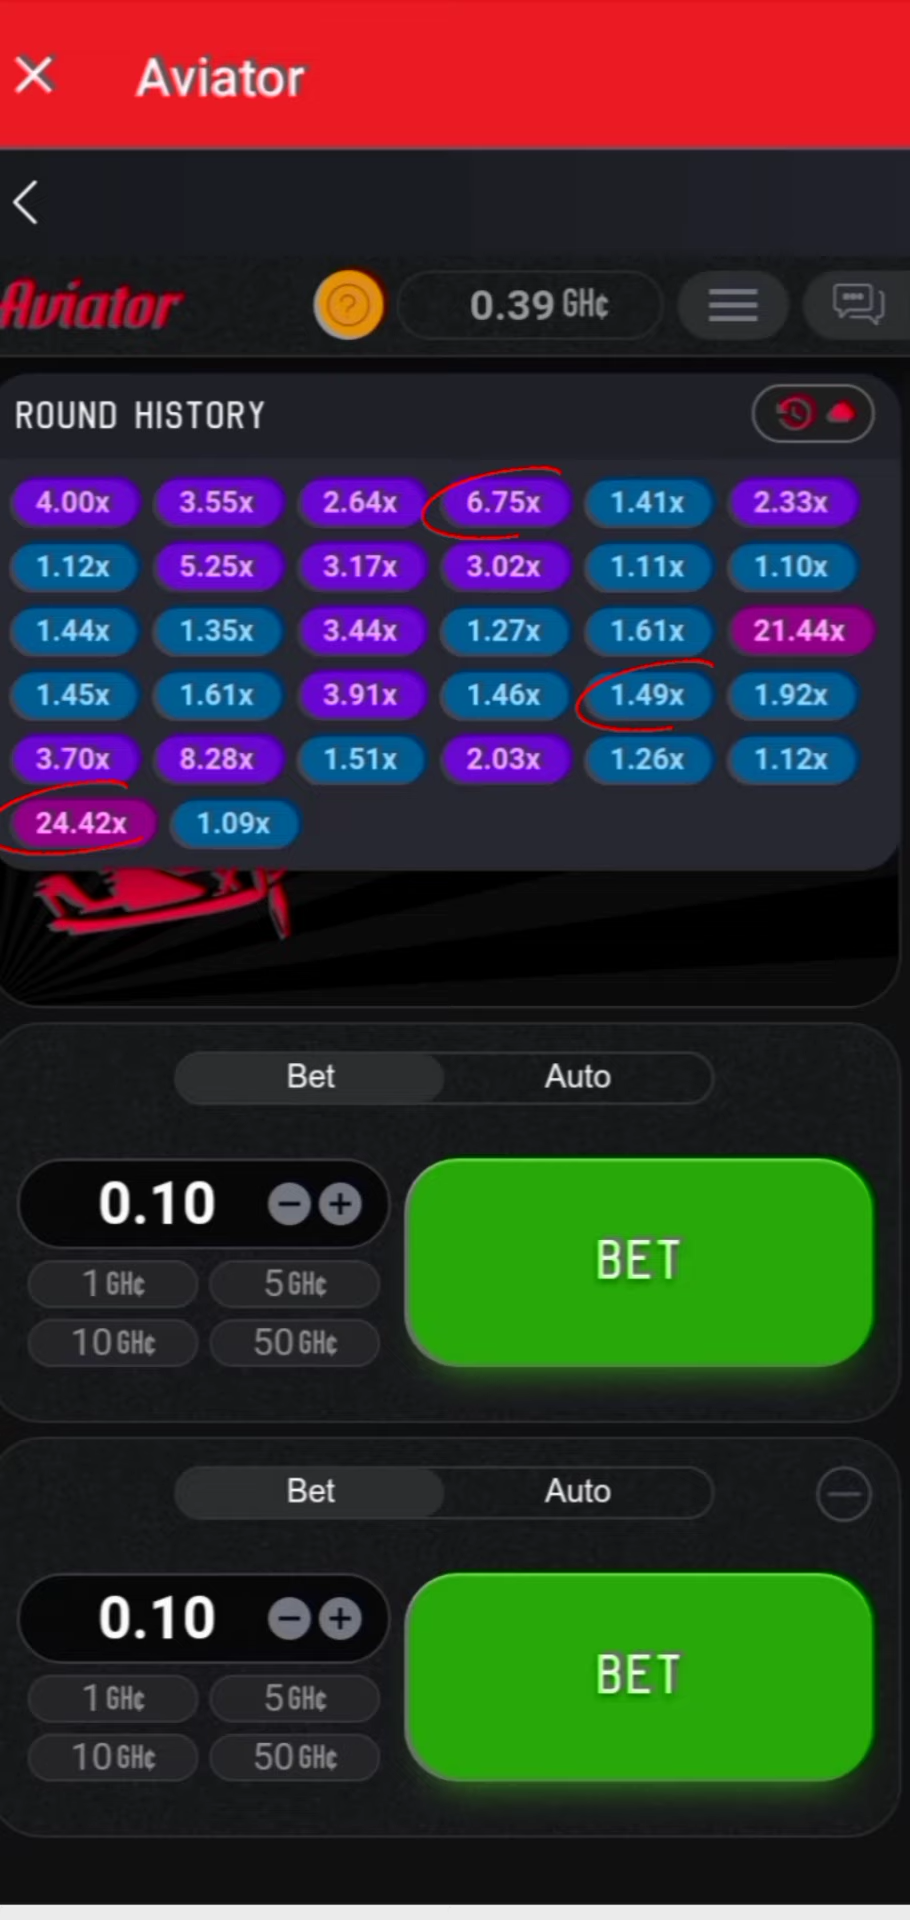 Aviator
Aviator 0.39 GH¢
ROUND HISTORY
4.00x 3.55x 2.64x 6.75x 1.41x 2.33x
1.12x 5.25x 3.17x 3.02x 1.11x 1.10x
1.44x 1.35x 3.44x 1.27x 1.61x 21.44x
1.45x 1.61x 3.91x 1.46x 1.49x 1.92x
3.70x 8.28x 1.51x 2.03x 1.26x 1.12x
24.42x 1.09x
Bet Auto
0.10
BET
1 GH¢ 5 GH¢
10 GH¢ 50 GH¢
Bet Auto
0.10
BET
1 GH¢ 5 GH¢
10 GH¢ 50 GH¢